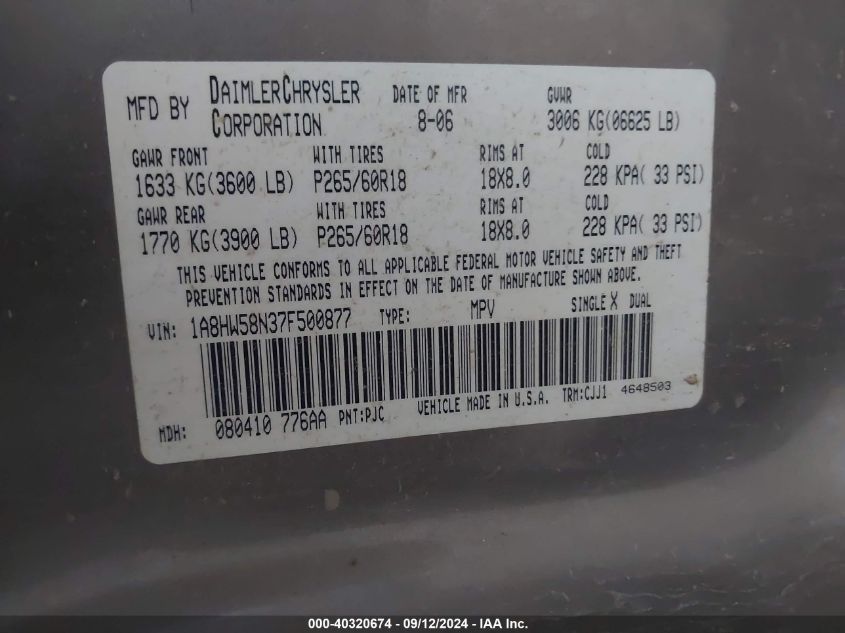 MFD BY DAIMLERCHRYSLER CORPORATION DATE OF MFR 8-06 GVWR 3006 KG(06625 LB)
GAWR FRONT WITH TIRES RIMS AT COLD
1633 KG(3600 LB) P265/60R18 18X8.0 228 KPA( 33 PSI)
GAWR REAR WITH TIRES RIMS AT COLD
1770 KG(3900 LB) P265/60R18 18X8.0 228 KPA( 33 PSI)
THIS VEHICLE CONFORMS TO ALL APPLICABLE FEDERAL MOTOR VEHICLE SAFETY AND THEFT
PREVENTION STANDARDS IN EFFECT ON THE DATE OF MANUFACTURE SHOWN ABOVE.
VIN: 1A8HW58N37F500877 TYPE: MPV SINGLE X DUAL
MDH: 080410 776AA PNT:PJC VEHICLE MADE IN U.S.A. TRM:CJJ1 4648503
000-40320674 - 09/12/2024 - IAA Inc.